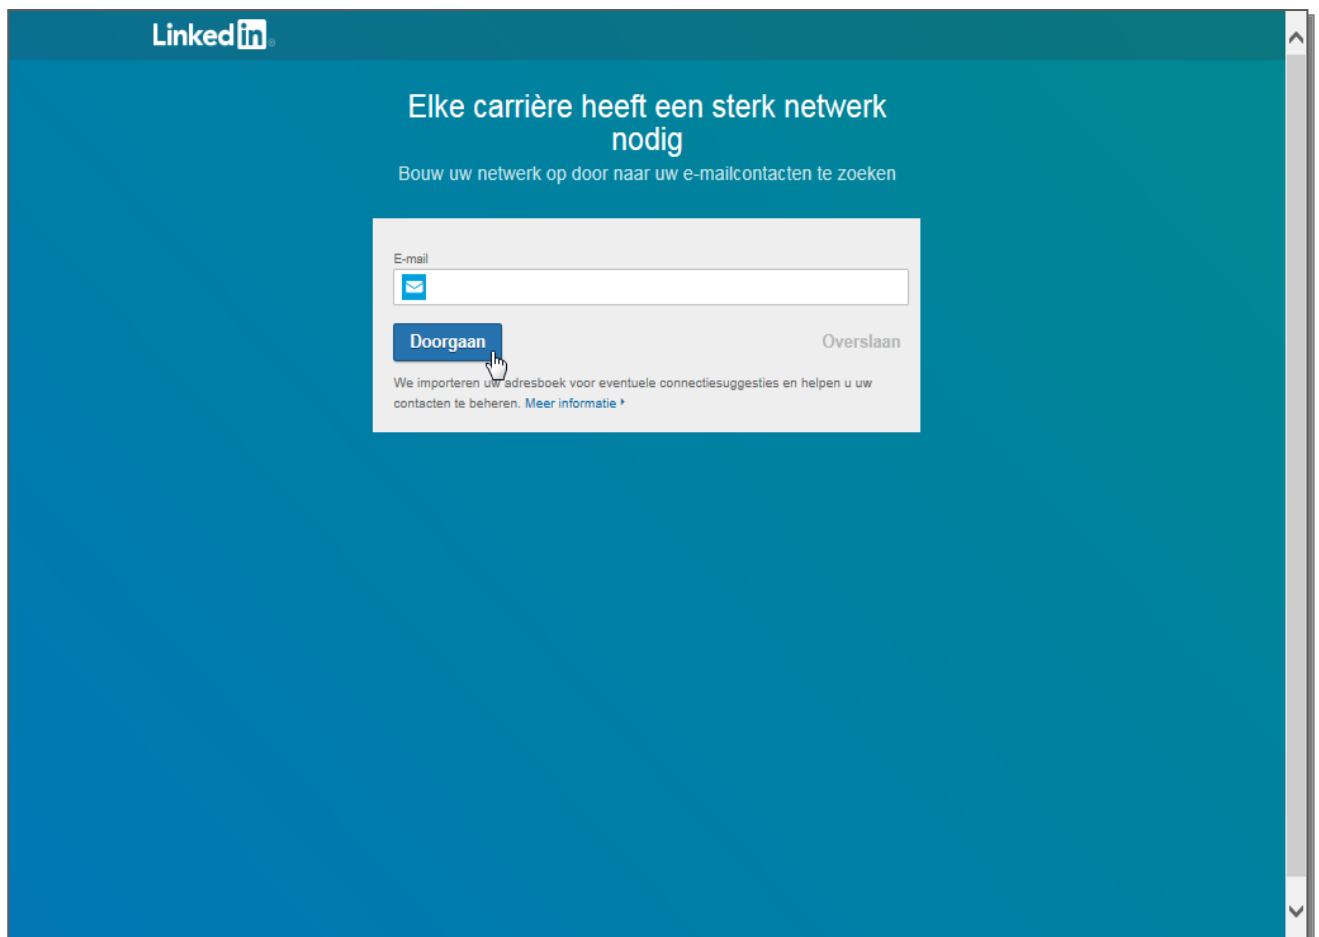 Linked in
Elke carrière heeft een sterk netwerk
nodig
Bouw uw netwerk op door naar uw e-mailcontacten te zoeken
E-mail
Doorgaan
Overslaan
We importeren uw adresboek voor eventuele connectiesuggesties en helpen u uw
contacten te beheren. Meer informatie